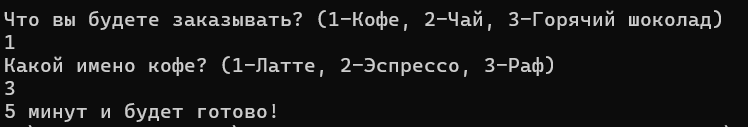 Что вы будете заказывать? (1-Кофе, 2-Чай, 3-Горячий шоколад)
1
Какой имено кофе? (1-Латте, 2-Эспрессо, 3-Раф)
3
5 минут и будет готово!